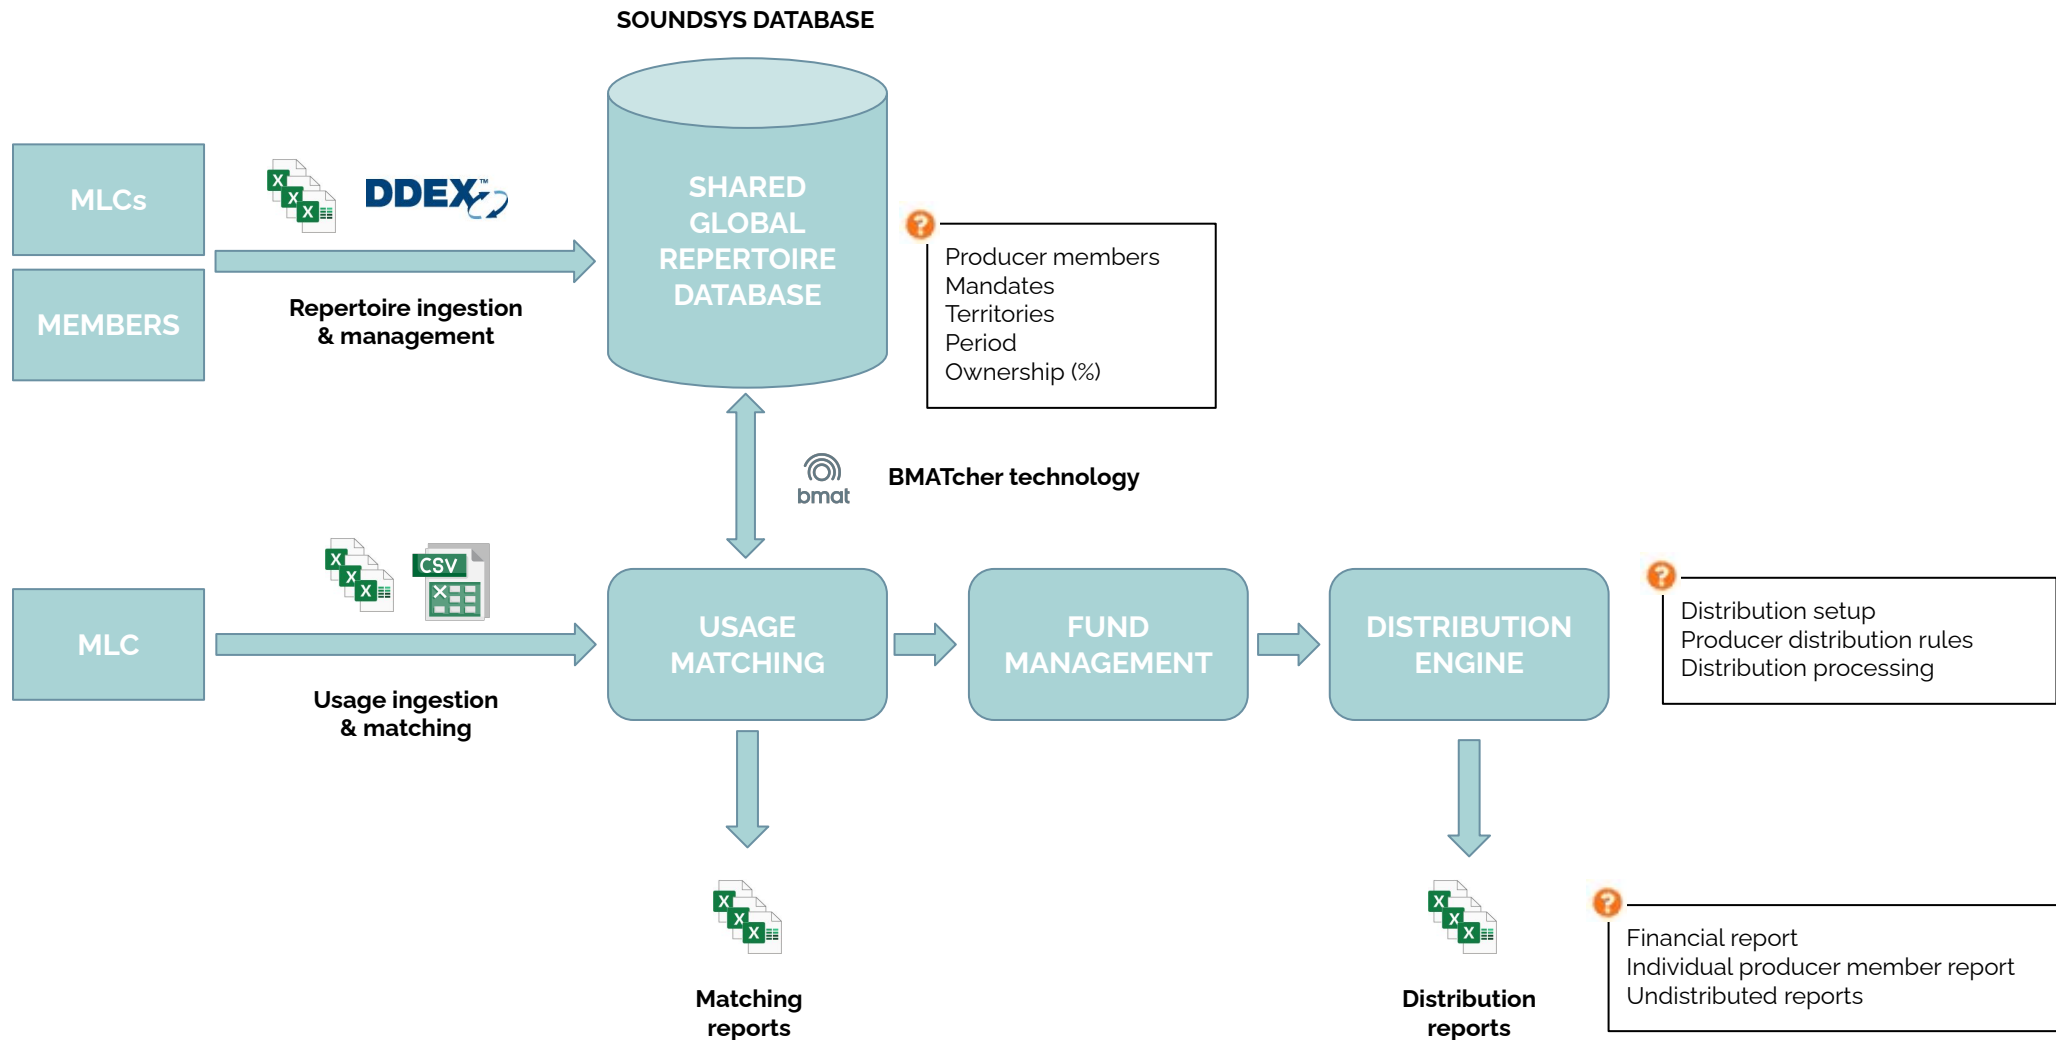 SOUNDSYS DATABASE
MLCs
MEMBERS
X
X
X
DDEX™
Repertoire ingestion
& management
SHARED
GLOBAL
REPERTOIRE
DATABASE
?
Producer members
Mandates
Territories
Period
Ownership (%)
bmat
BMATcher technology
MLC
X
X
X
CSV
X
Usage ingestion
& matching
USAGE
MATCHING
FUND
MANAGEMENT
DISTRIBUTION
ENGINE
?
Distribution setup
Producer distribution rules
Distribution processing
X
X
X
Matching
reports
X
X
X
Distribution
reports
?
Financial report
Individual producer member report
Undistributed reports